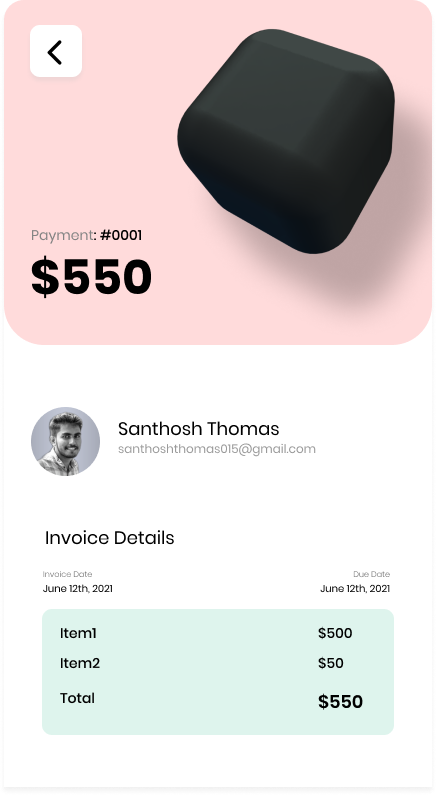 Payment: #0001
$550
Santhosh Thomas
santhoshthomas015@gmail.com
Invoice Details
Invoice Date Due Date
June 12th, 2021 June 12th, 2021
Item1 $500
Item2 $50
Total $550